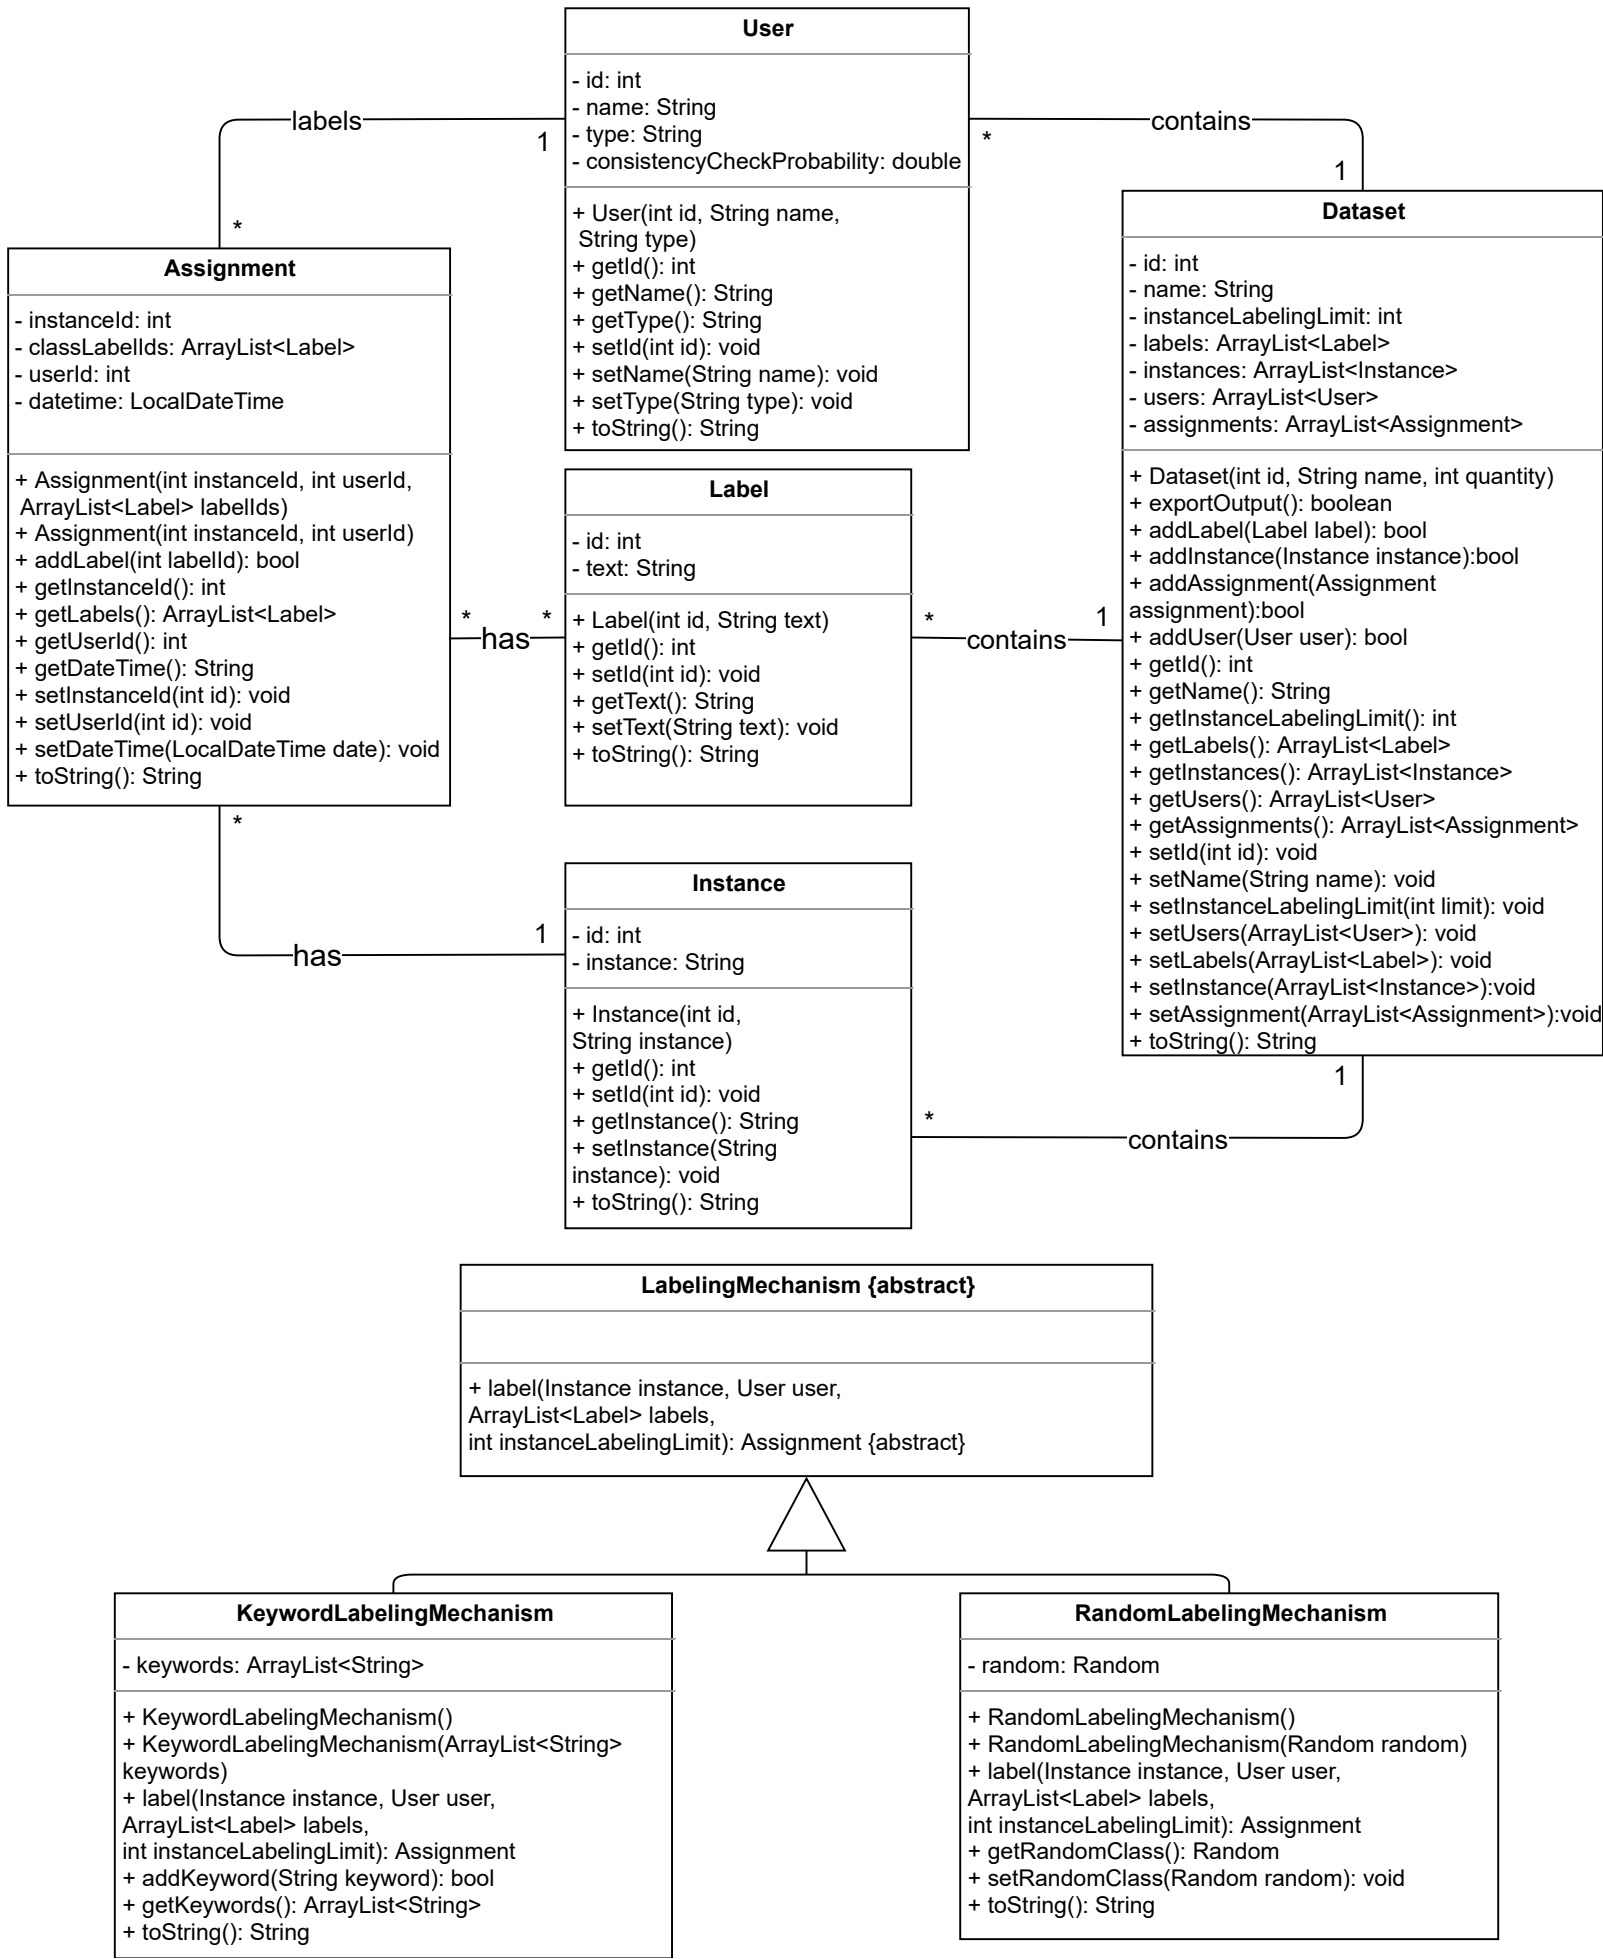 User
- id: int
- name: String
- type: String
- consistencyCheckProbability: double
+ User(int id, String name,
String type)
+ getId(): int
+ getName(): String
+ getType(): String
+ setId(int id): void
+ setName(String name): void
+ setType(String type): void
+ toString(): String
labels
1
*
contains
*
1
Assignment
- instanceId: int
- classLabelIds: ArrayList<Label>
- userId: int
- datetime: LocalDateTime
+ Assignment(int instanceId, int userId,
ArrayList<Label> labelIds)
+ Assignment(int instanceId, int userId)
+ addLabel(int labelId): bool
+ getInstanceId(): int
+ getLabels(): ArrayList<Label>
+ getUserId(): int
+ getDateTime(): String
+ setInstanceId(int id): void
+ setUserId(int id): void
+ setDateTime(LocalDateTime date): void
+ toString(): String
* has *
Label
- id: int
- text: String
+ Label(int id, String text)
+ getId(): int
+ setId(int id): void
+ getText(): String
+ setText(String text): void
+ toString(): String
* contains 1
Dataset
- id: int
- name: String
- instanceLabelingLimit: int
- labels: ArrayList<Label>
- instances: ArrayList<Instance>
- users: ArrayList<User>
- assignments: ArrayList<Assignment>
+ Dataset(int id, String name, int quantity)
+ exportOutput(): boolean
+ addLabel(Label label): bool
+ addInstance(Instance instance):bool
+ addAssignment(Assignment
assignment):bool
+ addUser(User user): bool
+ getId(): int
+ getName(): String
+ getInstanceLabelingLimit(): int
+ getLabels(): ArrayList<Label>
+ getInstances(): ArrayList<Instance>
+ getUsers(): ArrayList<User>
+ getAssignments(): ArrayList<Assignment>
+ setId(int id): void
+ setName(String name): void
+ setInstanceLabelingLimit(int limit): void
+ setUsers(ArrayList<User>): void
+ setLabels(ArrayList<Label>): void
+ setInstance(ArrayList<Instance>):void
+ setAssignment(ArrayList<Assignment>):void
+ toString(): String
*
has
1
Instance
- id: int
- instance: String
+ Instance(int id,
String instance)
+ getId(): int
+ setId(int id): void
+ getInstance(): String
+ setInstance(String
instance): void
+ toString(): String
1
*
contains
LabelingMechanism {abstract}
+ label(Instance instance, User user,
ArrayList<Label> labels,
int instanceLabelingLimit): Assignment {abstract}
KeywordLabelingMechanism
- keywords: ArrayList<String>
+ KeywordLabelingMechanism()
+ KeywordLabelingMechanism(ArrayList<String>
keywords)
+ label(Instance instance, User user,
ArrayList<Label> labels,
int instanceLabelingLimit): Assignment
+ addKeyword(String keyword): bool
+ getKeywords(): ArrayList<String>
+ toString(): String
RandomLabelingMechanism
- random: Random
+ RandomLabelingMechanism()
+ RandomLabelingMechanism(Random random)
+ label(Instance instance, User user,
ArrayList<Label> labels,
int instanceLabelingLimit): Assignment
+ getRandomClass(): Random
+ setRandomClass(Random random): void
+ toString(): String